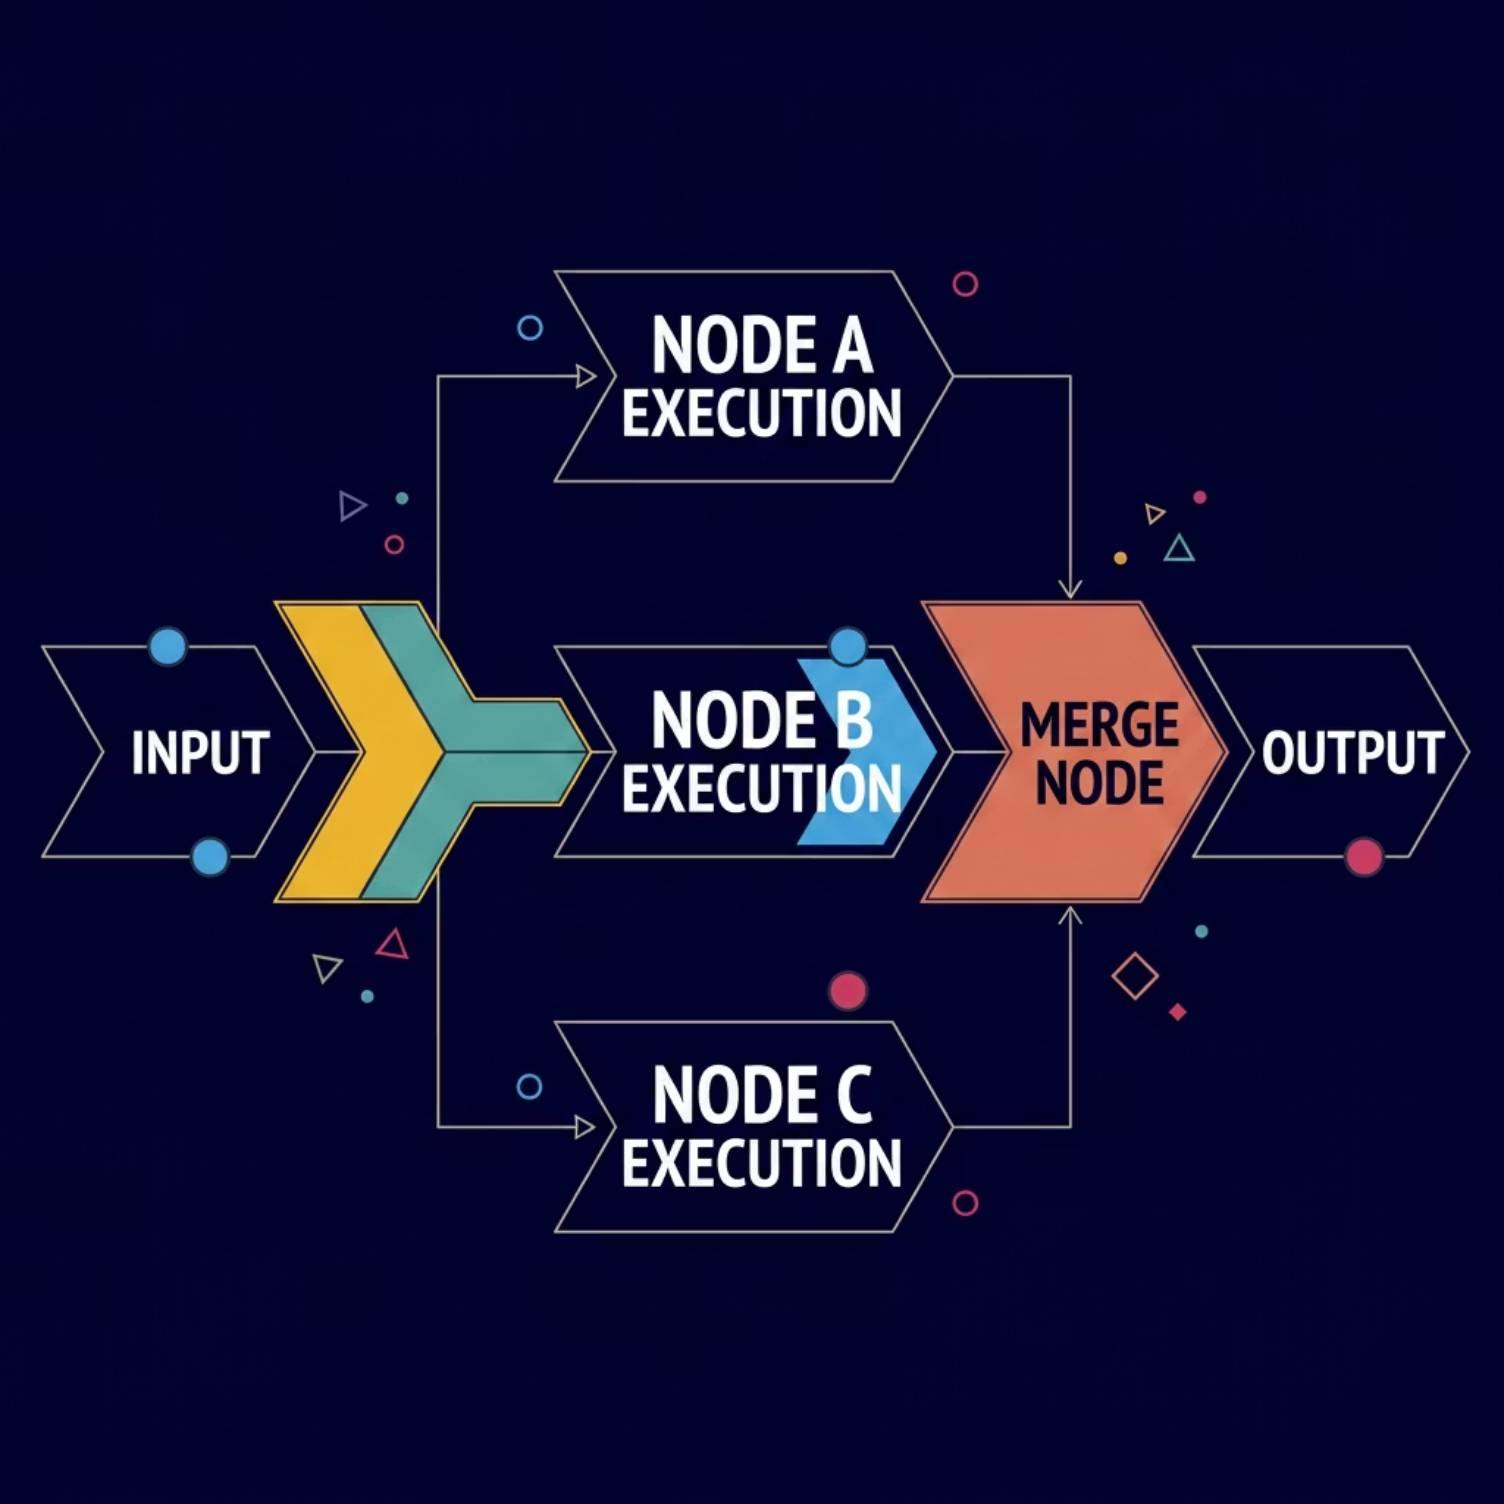 NODE A
EXECUTION
INPUT
NODE B
EXECUTION
MERGE
NODE
OUTPUT
NODE C
EXECUTION